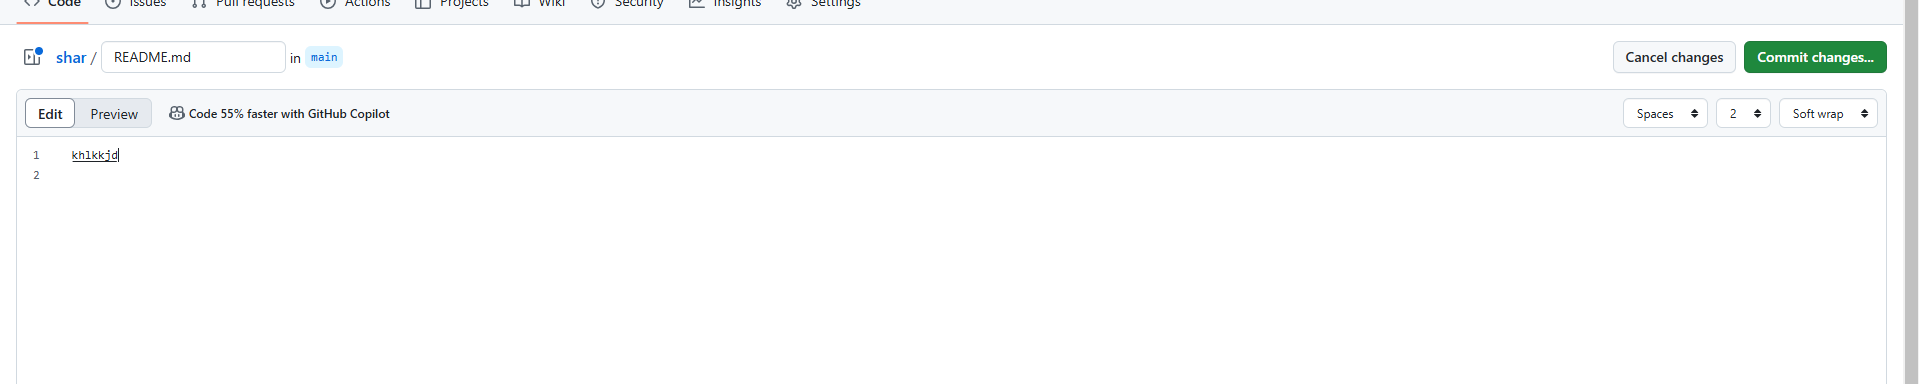 Code Issues Pull requests Actions Projects Wiki Security Insights Settings
shar / README.md in main Cancel changes Commit changes...
Edit Preview Code 55% faster with GitHub Copilot Spaces 2 Soft wrap
1 khlkkjd
2